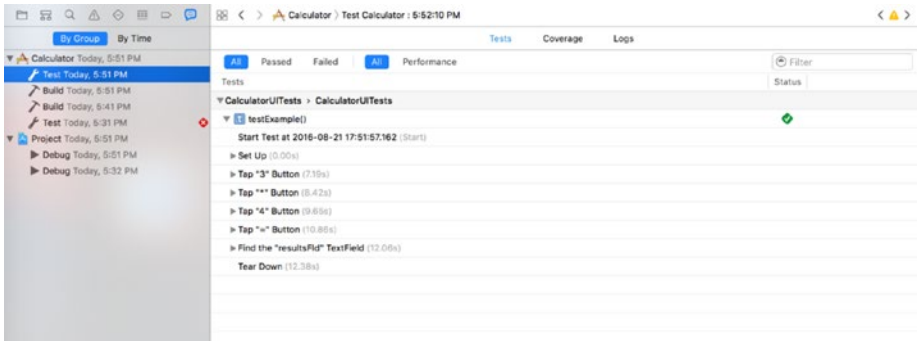 Calculator > Test Calculator : 5:52:10 PM
By Group By Time
Tests Coverage Logs
Calculator Today, 5:51 PM
Test Today, 5:51 PM
Build Today, 5:51 PM
Build Today, 5:41 PM
Test Today, 5:31 PM
Project Today, 5:51 PM
Debug Today, 5:51 PM
Debug Today, 5:32 PM
All Passed Failed All Performance Filter
Tests Status
CalculatorUITests > CalculatorUITests
t testExample()
Start Test at 2016-08-21 17:51:57.162 (Start)
Set Up (0.00s)
Tap "3" Button (7.19s)
Tap "*" Button (8.42s)
Tap "4" Button (9.65s)
Tap "=" Button (10.86s)
Find the "resultsFld" TextField (12.06s)
Tear Down (12.38s)